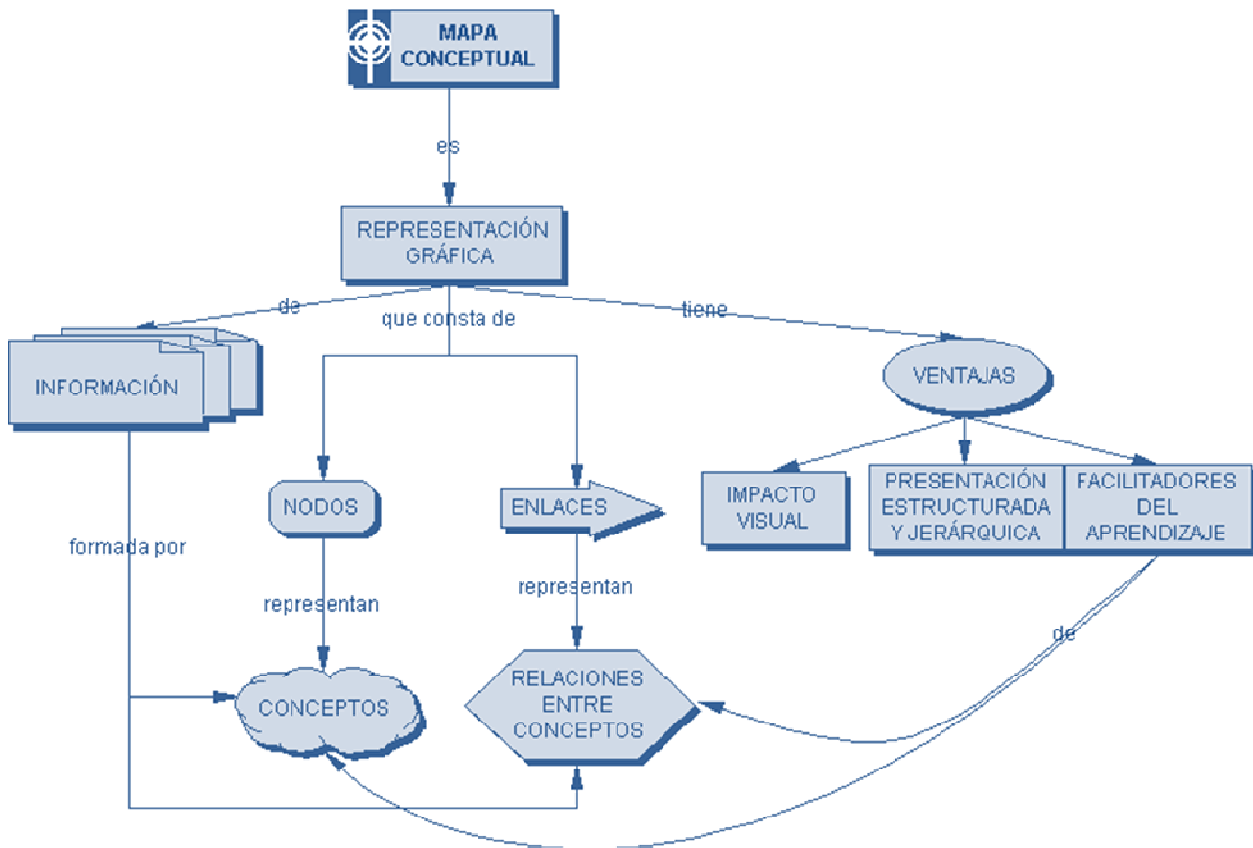 MAPA
CONCEPTUAL
es
REPRESENTACIÓN
GRÁFICA
de
que consta de
tiene
INFORMACIÓN
VENTAJAS
NODOS
ENLACES
IMPACTO
VISUAL
PRESENTACIÓN
ESTRUCTURADA
Y JERÁRQUICA
FACILITADORES
DEL
APRENDIZAJE
formada por
representan
representan
de
CONCEPTOS
RELACIONES
ENTRE
CONCEPTOS